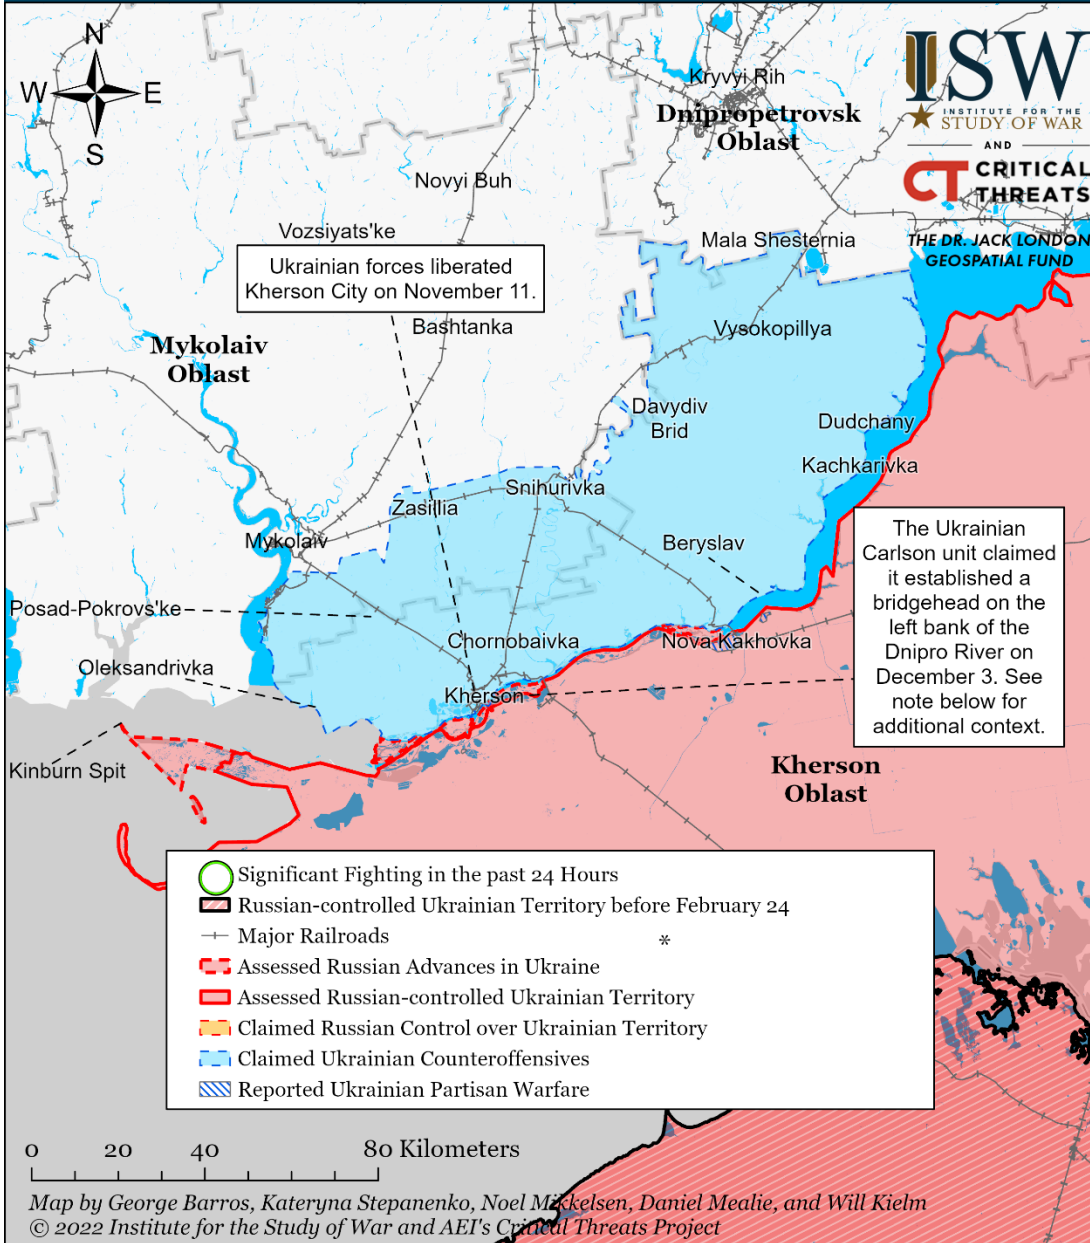 N
W E
S
ISW
INSTITUTE FOR THE
STUDY OF WAR
AND
CT CRITICAL
THREATS
THE DR. JACK LONDON
GEOSPATIAL FUND
Kryvyi Rih
Dnipropetrovsk
Oblast
Novyi Buh
Vozsiyats'ke
Mala Shesternia
Ukrainian forces liberated
Kherson City on November 11.
Bashtanka
Vysokopillya
Mykolaiv
Oblast
Davydiv
Brid
Dudchany
Kachkarivka
Snihurivka
Zasillia
Mykolaiv
Beryslav
The Ukrainian
Carlson unit claimed
it established a
bridgehead on the
left bank of the
Dnipro River on
December 3. See
note below for
additional context.
Posad-Pokrovs'ke
Chornobaivka
Nova Kakhovka
Oleksandrivka
Kherson
Kinburn Spit
Kherson
Oblast
Significant Fighting in the past 24 Hours
Russian-controlled Ukrainian Territory before February 24
Major Railroads
*
Assessed Russian Advances in Ukraine
Assessed Russian-controlled Ukrainian Territory
Claimed Russian Control over Ukrainian Territory
Claimed Ukrainian Counteroffensives
Reported Ukrainian Partisan Warfare
0 20 40 80 Kilometers
Map by George Barros, Kateryna Stepanenko, Noel Mikkelsen, Daniel Mealie, and Will Kielm
© 2022 Institute for the Study of War and AEI's Critical Threats Project